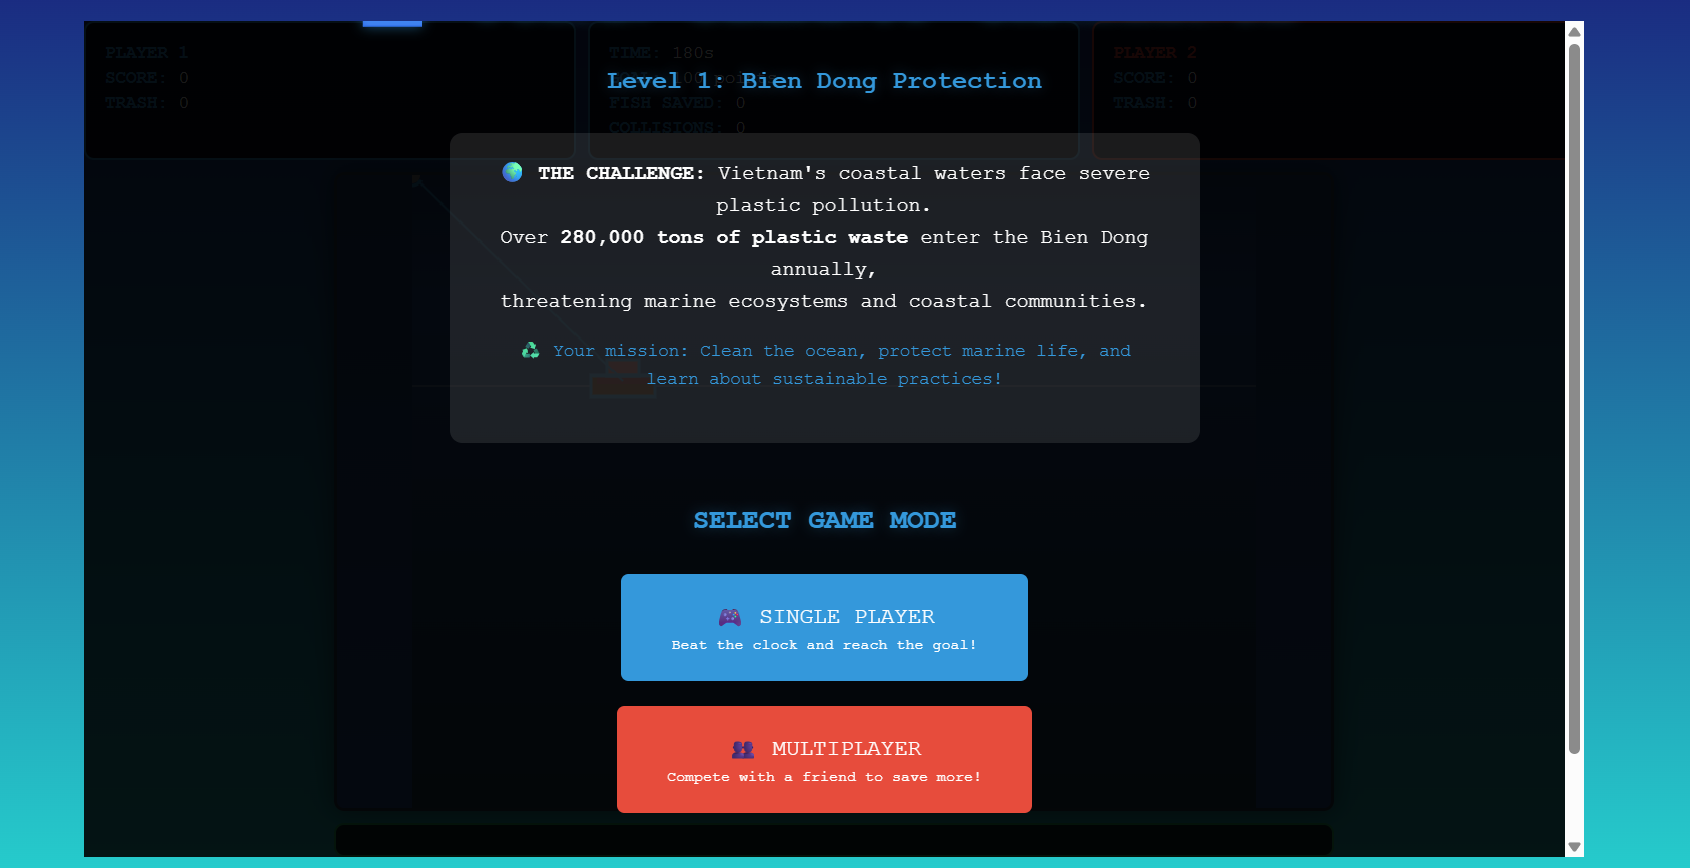 PLAYER 1
SCORE: 0
TRASH: 0
TIME: 180s
100 points
FISH SAVED: 0
COLLISIONS: 0
PLAYER 2
SCORE: 0
TRASH: 0
Level 1: Bien Dong Protection
🌍 THE CHALLENGE: Vietnam's coastal waters face severe
plastic pollution.
Over 280,000 tons of plastic waste enter the Bien Dong
annually,
threatening marine ecosystems and coastal communities.
♻️ Your mission: Clean the ocean, protect marine life, and
learn about sustainable practices!
SELECT GAME MODE
🎮 SINGLE PLAYER
Beat the clock and reach the goal!
👥 MULTIPLAYER
Compete with a friend to save more!